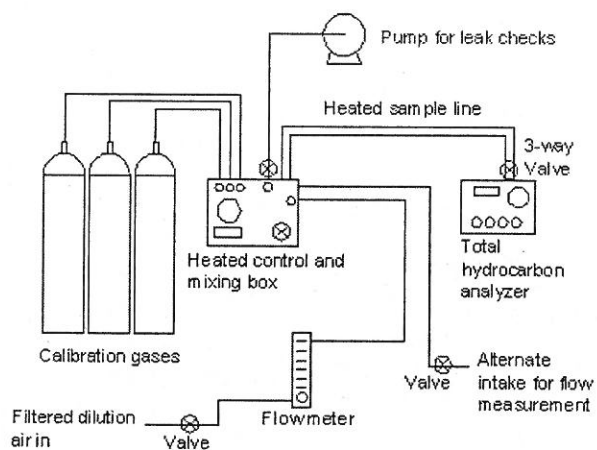 Pump for leak checks
Heated sample line
3-way
Valve
Heated control and
mixing box
Total
hydrocarbon
analyzer
Calibration gases
Valve
Alternate
intake for flow
measurement
Flowmeter
Filtered dilution
air in
Valve